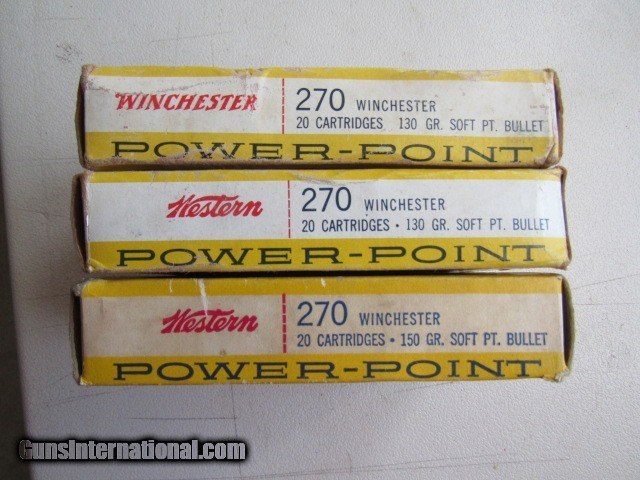 WINCHESTER 270 WINCHESTER
20 CARTRIDGES 130 GR. SOFT PT. BULLET
POWER-POINT
Western 270 WINCHESTER
20 CARTRIDGES • 130 GR. SOFT PT. BULLET
POWER-POINT
Western 270 WINCHESTER
20 CARTRIDGES • 150 GR. SOFT PT. BULLET
POWER-POINT
GunsInternational.com